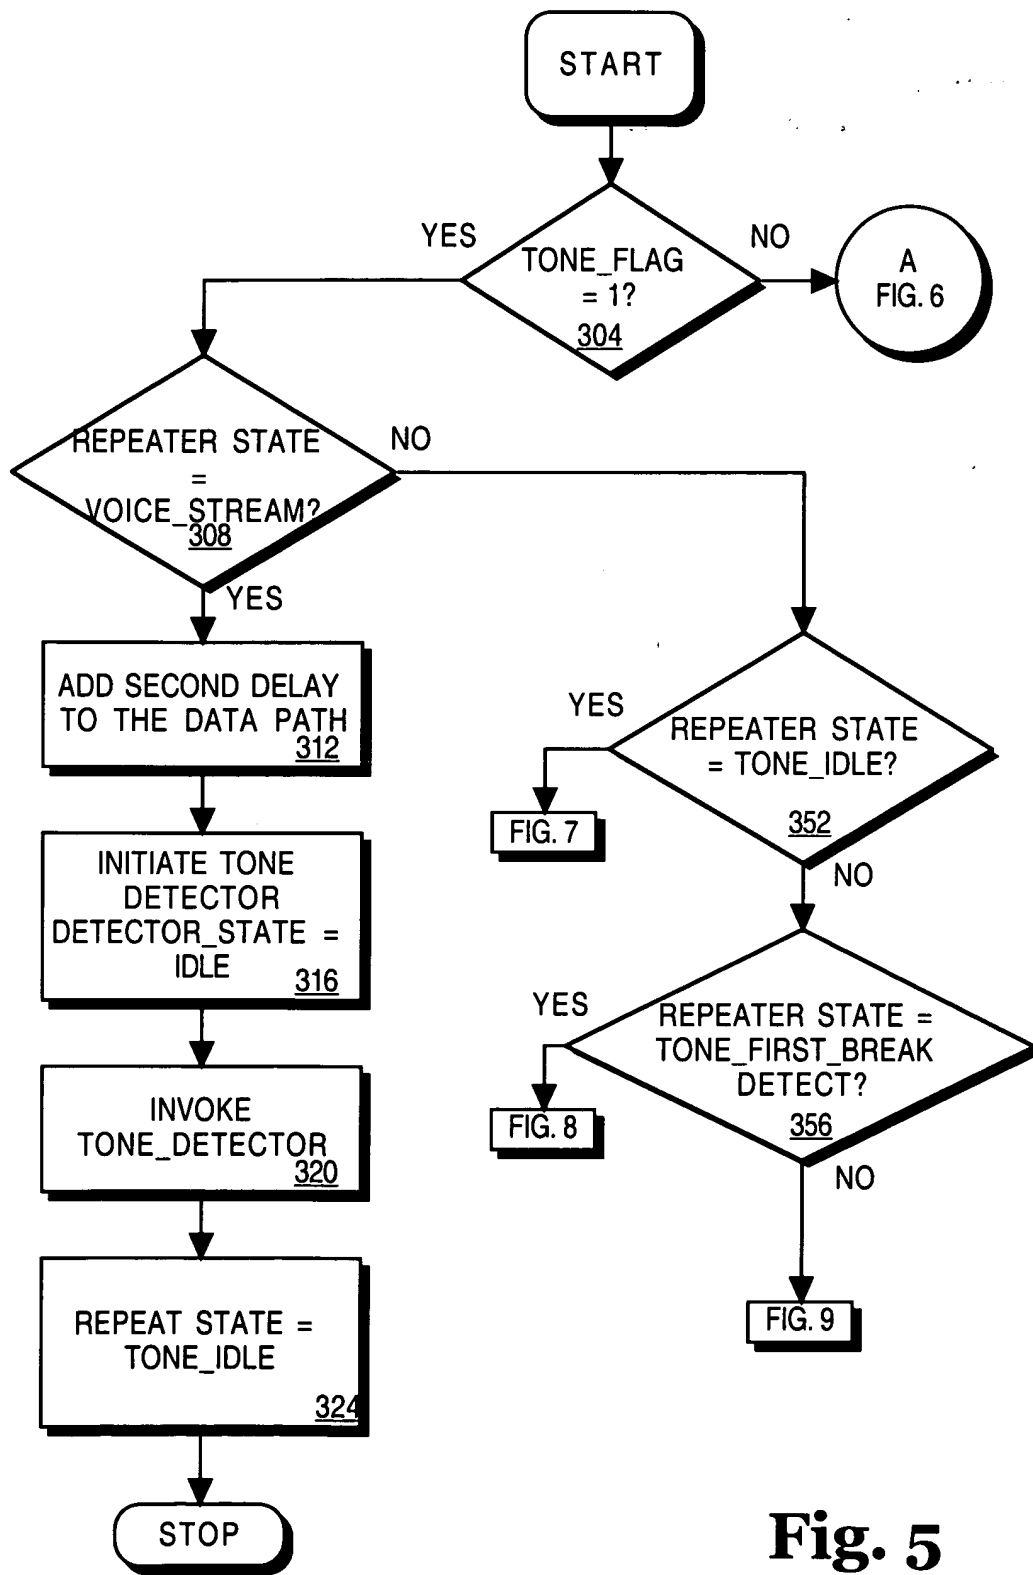 START
YES
TONE_FLAG
= 1?
304
NO
A
FIG. 6
REPEATER STATE
=
VOICE_STREAM?
308
NO
YES
ADD SECOND DELAY
TO THE DATA PATH
312
YES
REPEATER STATE
= TONE_IDLE?
352
FIG. 7
NO
INITIATE TONE
DETECTOR
DETECTOR_STATE =
IDLE
316
YES
REPEATER STATE =
TONE_FIRST_BREAK
DETECT?
356
FIG. 8
NO
INVOKE
TONE_DETECTOR
320
REPEAT STATE =
TONE_IDLE
324
FIG. 9
STOP
Fig. 5